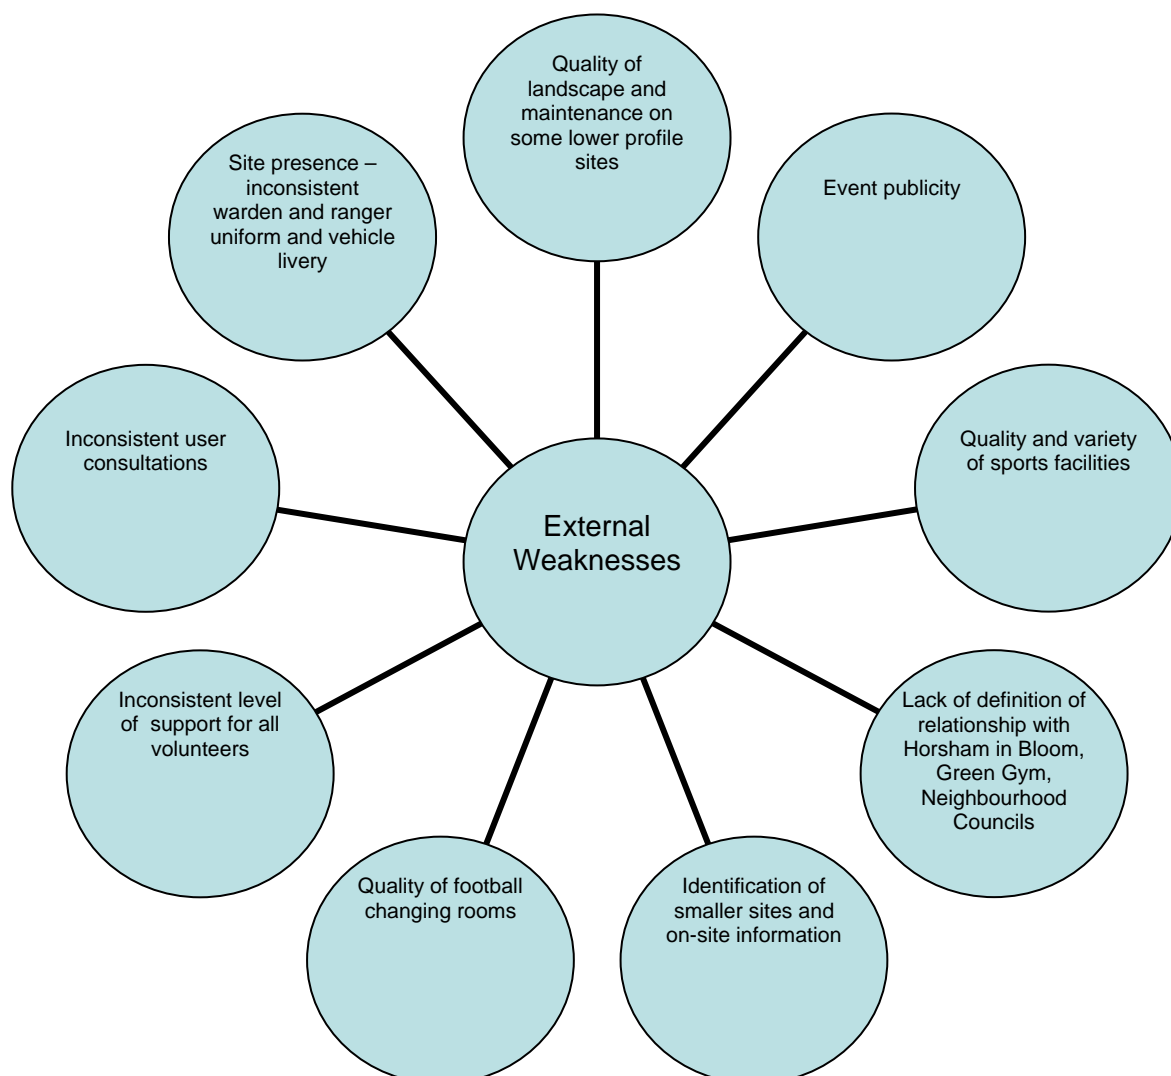 Quality of
landscape and
maintenance on
some lower profile
sites
Event publicity
Quality and variety
of sports facilities
Lack of definition of
relationship with
Horsham in Bloom,
Green Gym,
Neighbourhood
Councils
Identification of
smaller sites and
on-site information
Quality of football
changing rooms
Inconsistent level
of support for all
volunteers
Inconsistent user
consultations
Site presence –
inconsistent
warden and ranger
uniform and vehicle
livery
External
Weaknesses